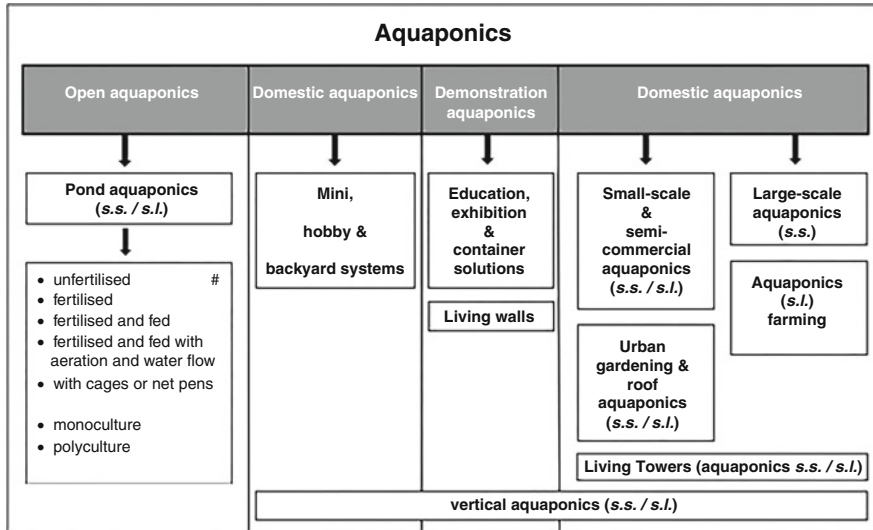 Aquaponics
Open aquaponics
Domestic aquaponics
Demonstration
aquaponics
Domestic aquaponics
Pond aquaponics
(s.s. / s.l.)
• unfertilised #
• fertilised
• fertilised and fed
• fertilised and fed with
aeration and water flow
• with cages or net pens
• monoculture
• polyculture
Mini,
hobby &
backyard systems
Education,
exhibition
&
container
solutions
Living walls
Small-scale
&
semi-
commercial
aquaponics
(s.s. / s.l.)
Urban
gardening &
roof
aquaponics
(s.s. / s.l.)
Large-scale
aquaponics
(s.s.)
Aquaponics
(s.l.)
farming
Living Towers (aquaponics s.s. / s.l.)
vertical aquaponics (s.s. / s.l.)